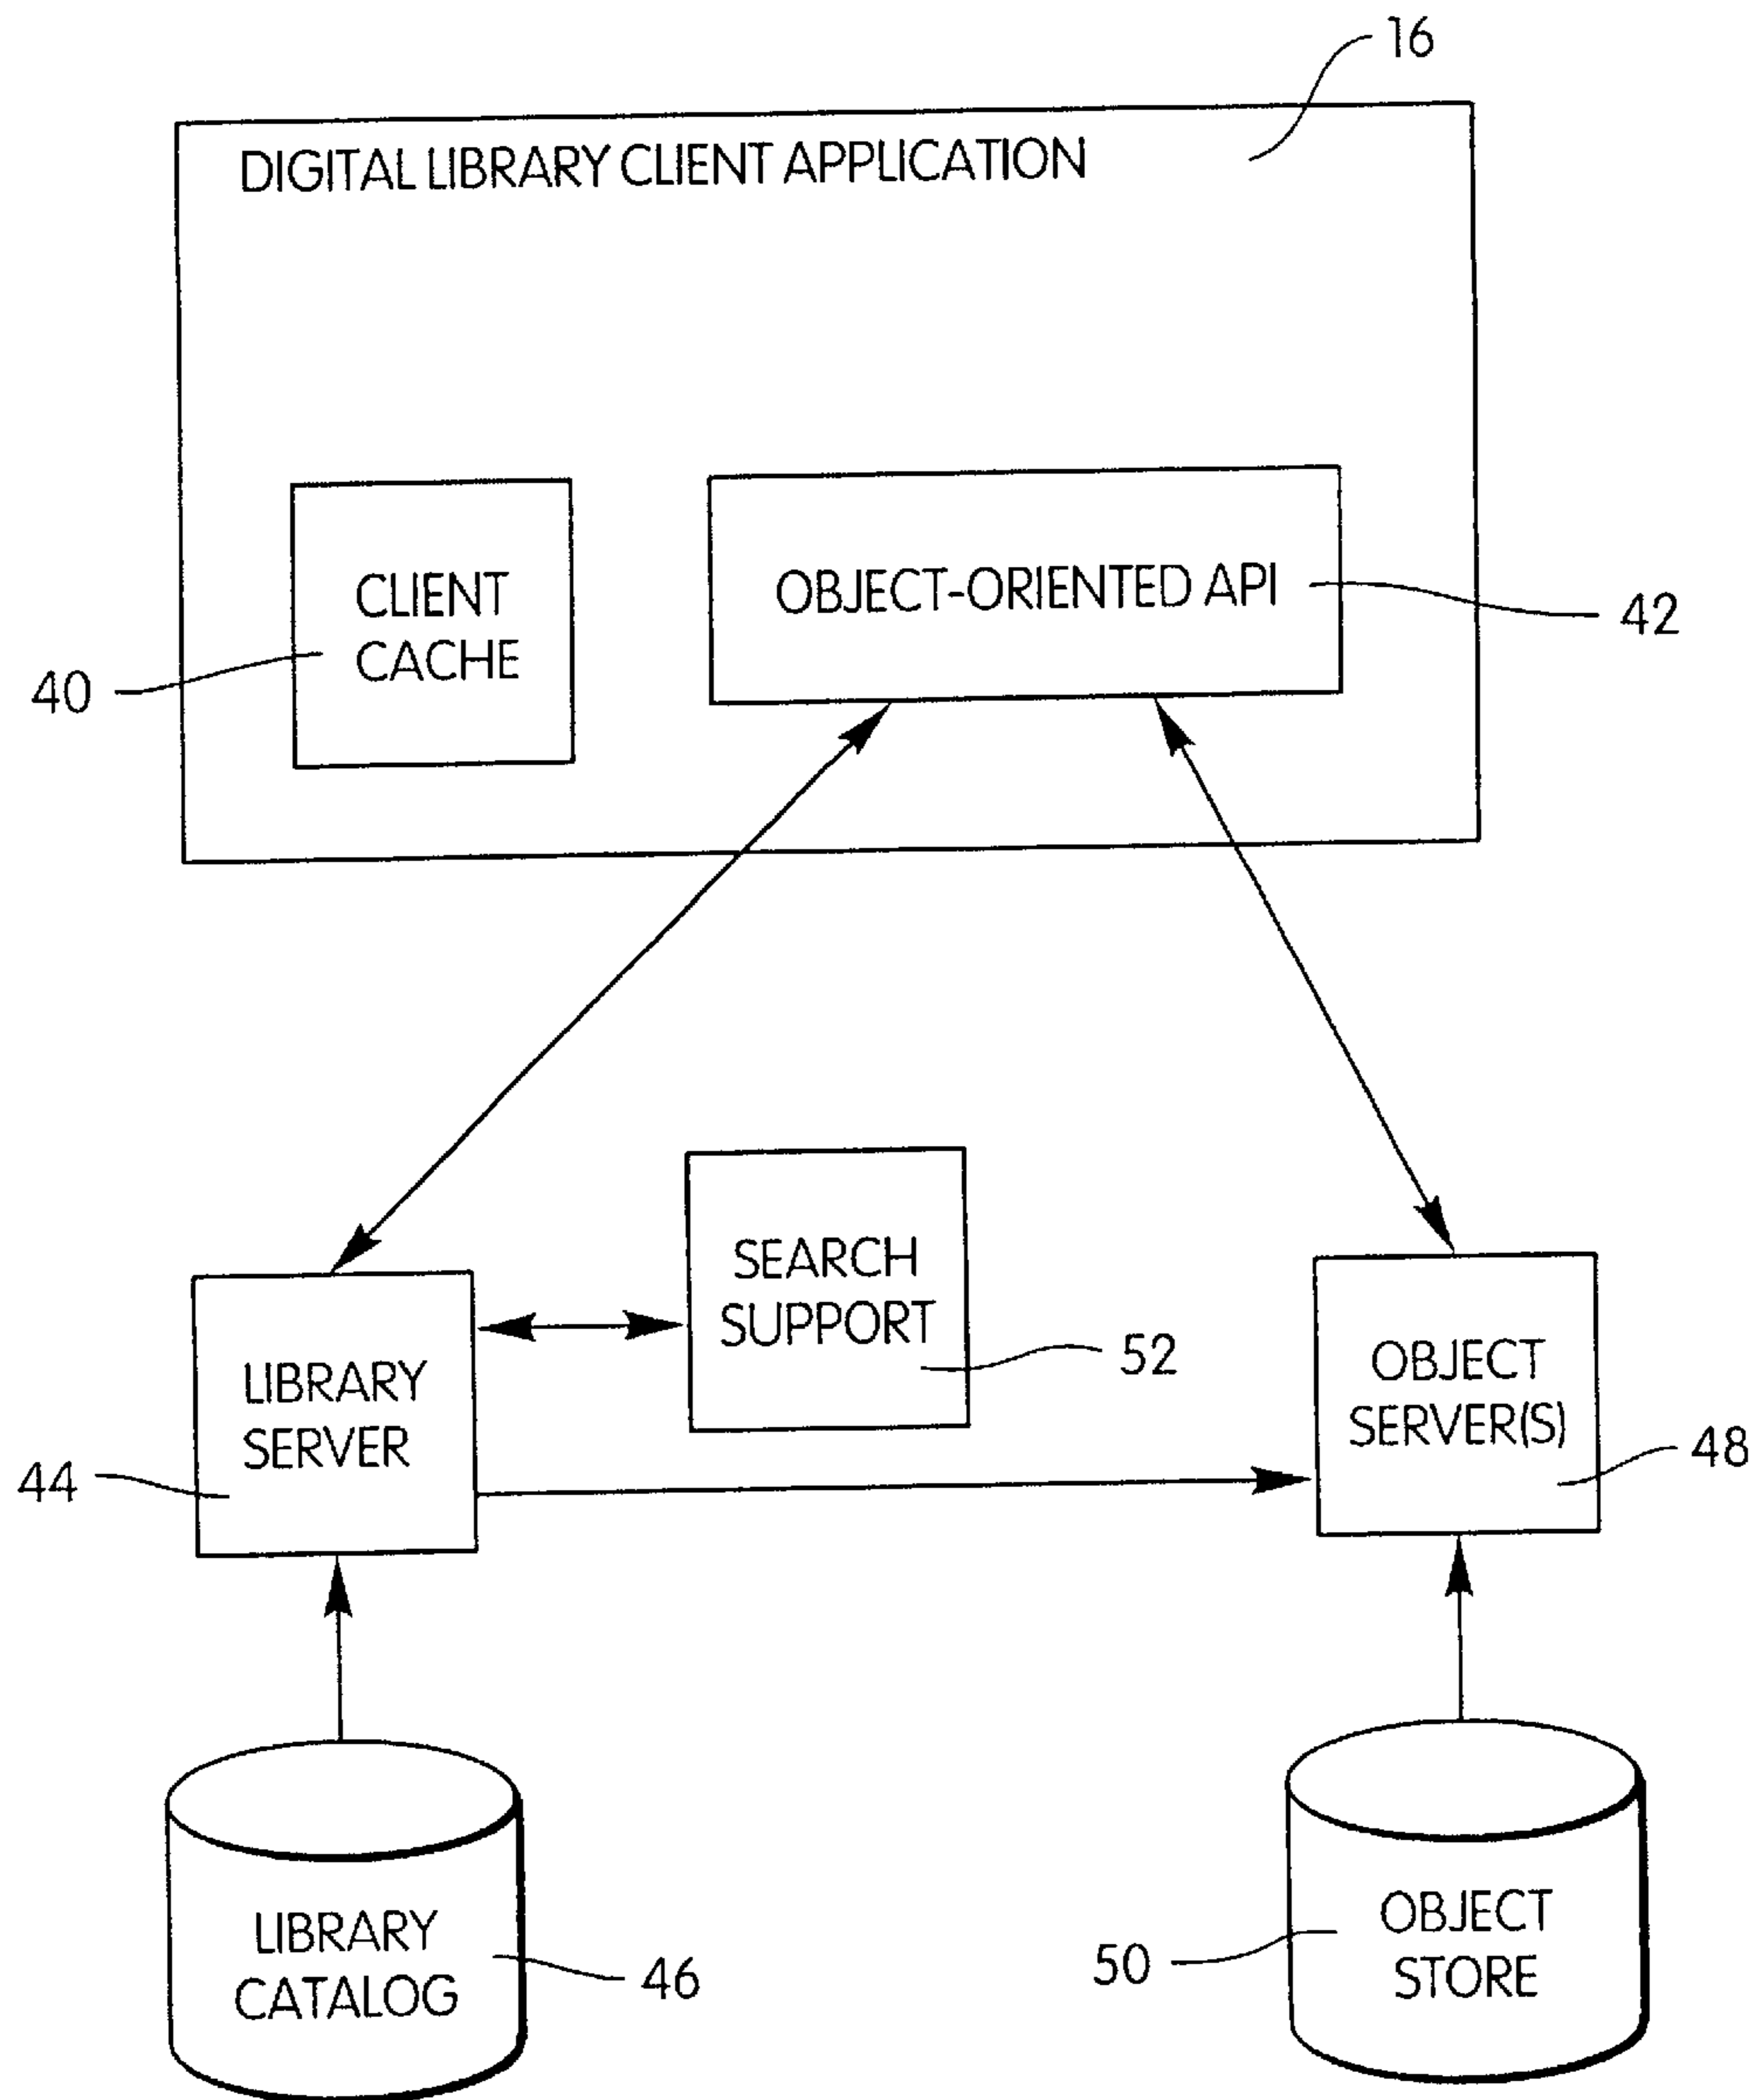 16
DIGITAL LIBRARY CLIENT APPLICATION
CLIENT
CACHE
40
OBJECT-ORIENTED API
42
SEARCH
SUPPORT
52
LIBRARY
SERVER
44
OBJECT
SERVER(S)
48
LIBRARY
CATALOG
46
OBJECT
STORE
50